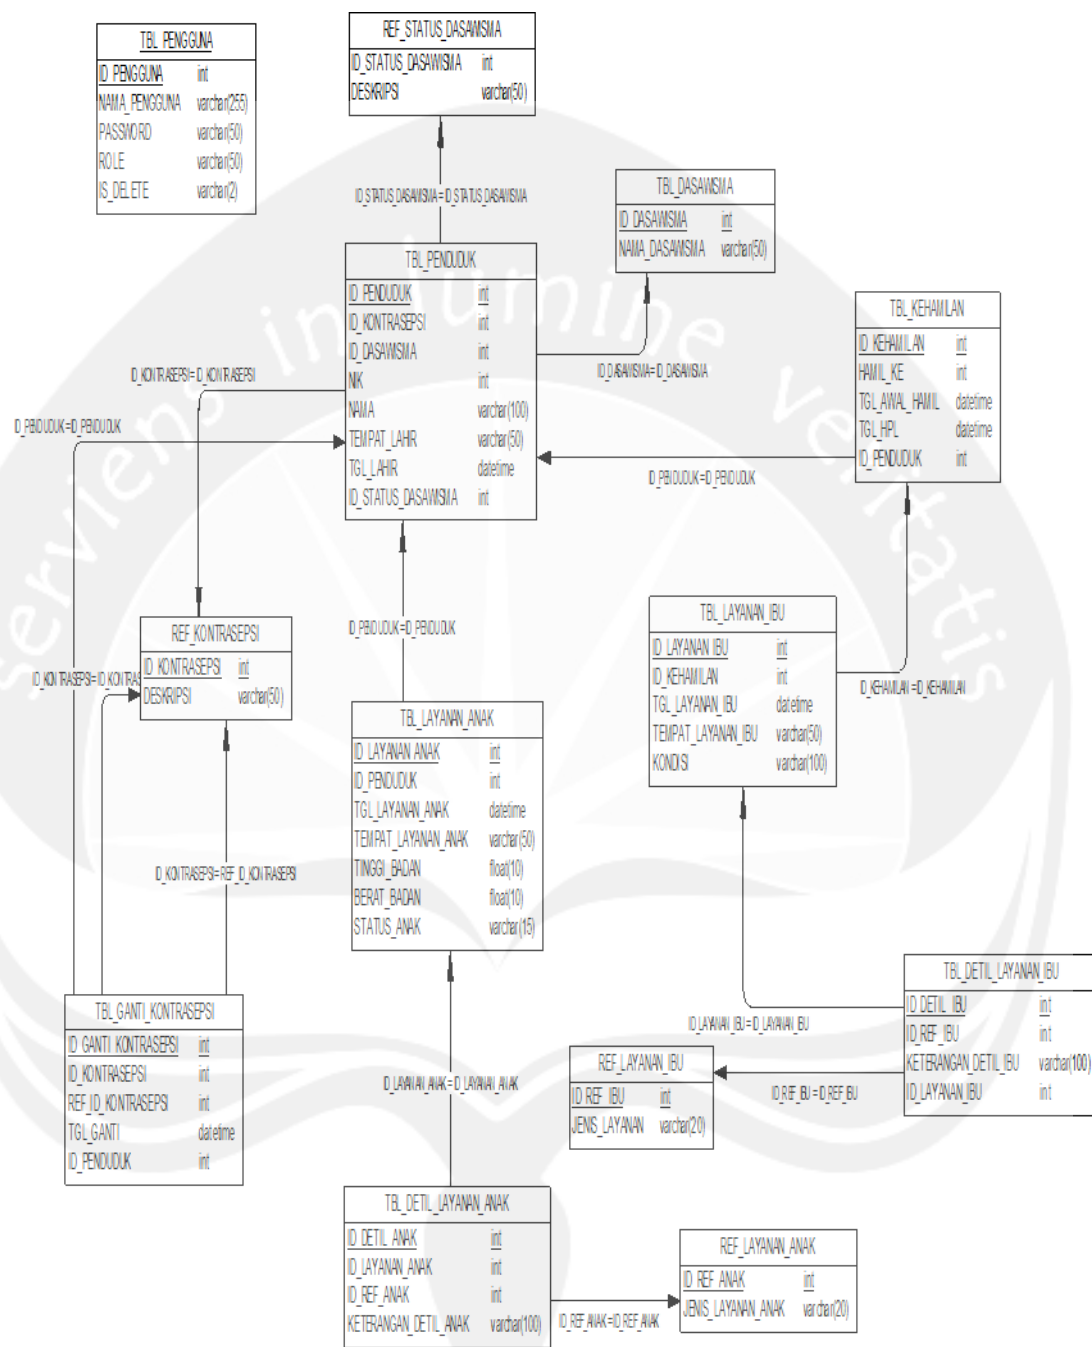 TBL_PENGGUNA
ID_PENGGUNA int
NAMA_PENGGUNA varchar(255)
PASSWORD varchar(50)
ROLE varchar(50)
IS_DELETE varchar(2)
REF_STATUS_DASAWISMA
ID_STATUS_DASAWISMA int
DESKRIPSI varchar(50)
ID_STATUS_DASAWISMA = ID_STATUS_DASAWISMA
TBL_DASAWISMA
ID_DASAWISMA int
NAMA_DASAWISMA varchar(50)
TBL_PENDUDUK
ID_PENDUDUK int
ID_KONTRASEPSI int
ID_DASAWISMA int
NIK int
NAMA varchar(100)
TEMPAT_LAHIR varchar(50)
TGL_LAHIR datetime
ID_STATUS_DASAWISMA int
ID_DASAWISMA = ID_DASAWISMA
TBL_KEHAMILAN
ID_KEHAMILAN int
HAMIL_KE int
TGL_AWAL_HAMIL datetime
TGL_HPL datetime
ID_PENDUDUK int
ID_KONTRASEPSI = ID_KONTRASEPSI
ID_PENDUDUK = ID_PENDUDUK
ID_PENDUDUK = ID_PENDUDUK
serviens in lumine veritatis
REF_KONTRASEPSI
ID_KONTRASEPSI int
DESKRIPSI varchar(50)
ID_PENDUDUK = ID_PENDUDUK
ID_KONTRASEPSI = ID_KONTRAS
TBL_LAYANAN_IBU
ID_LAYANAN_IBU int
ID_KEHAMILAN int
TGL_LAYANAN_IBU datetime
TEMPAT_LAYANAN_IBU varchar(50)
KONDISI varchar(100)
ID_KEHAMILAN = ID_KEHAMILAN
TBL_LAYANAN_ANAK
ID_LAYANAN_ANAK int
ID_PENDUDUK int
TGL_LAYANAN_ANAK datetime
TEMPAT_LAYANAN_ANAK varchar(50)
TINGGI_BADAN float(10)
BERAT_BADAN float(10)
STATUS_ANAK varchar(15)
ID_KONTRASEPSI = REF_ID_KONTRASEPSI
TBL_GANTI_KONTRASEPSI
ID_GANTI_KONTRASEPSI int
ID_KONTRASEPSI int
REF_ID_KONTRASEPSI int
TGL_GANTI datetime
ID_PENDUDUK int
TBL_DETIL_LAYANAN_IBU
ID_DETIL_IBU int
ID_REF_IBU int
KETERANGAN_DETIL_IBU varchar(100)
ID_LAYANAN_IBU int
ID_LAYANAN_IBU = ID_LAYANAN_IBU
REF_LAYANAN_IBU
ID_REF_IBU int
JENIS_LAYANAN varchar(20)
ID_REF_IBU = ID_REF_IBU
ID_LAYANAN_ANAK = ID_LAYANAN_ANAK
TBL_DETIL_LAYANAN_ANAK
ID_DETIL_ANAK int
ID_LAYANAN_ANAK int
ID_REF_ANAK int
KETERANGAN_DETIL_ANAK varchar(100)
ID_REF_ANAK = ID_REF_ANAK
REF_LAYANAN_ANAK
ID_REF_ANAK int
JENIS_LAYANAN_ANAK varchar(20)